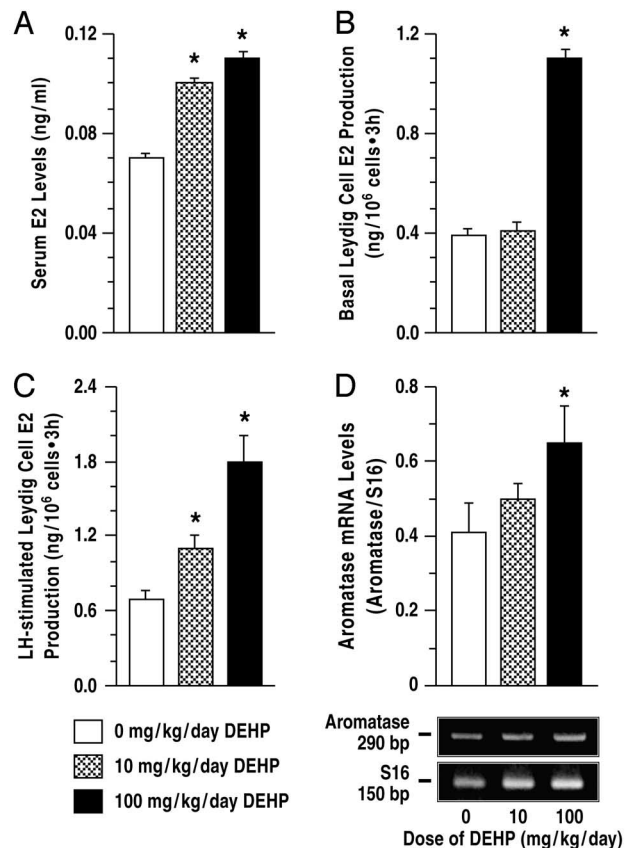 A
Serum E2 Levels (ng/ml)
0.12
0.08
0.04
0.00
*
*
B
Basal Leydig Cell E2 Production
(ng/10⁶ cells•3h)
1.2
0.8
0.4
0.0
*
C
LH-stimulated Leydig Cell E2
Production (ng/10⁶ cells•3h)
2.4
1.8
1.2
0.6
0.0
*
*
D
Aromatase mRNA Levels
(Aromatase/S16)
0.8
0.6
0.4
0.2
0
*
0 mg/kg/day DEHP
10 mg/kg/day DEHP
100 mg/kg/day DEHP
Aromatase
290 bp
S16
150 bp
0 10 100
Dose of DEHP (mg/kg/day)